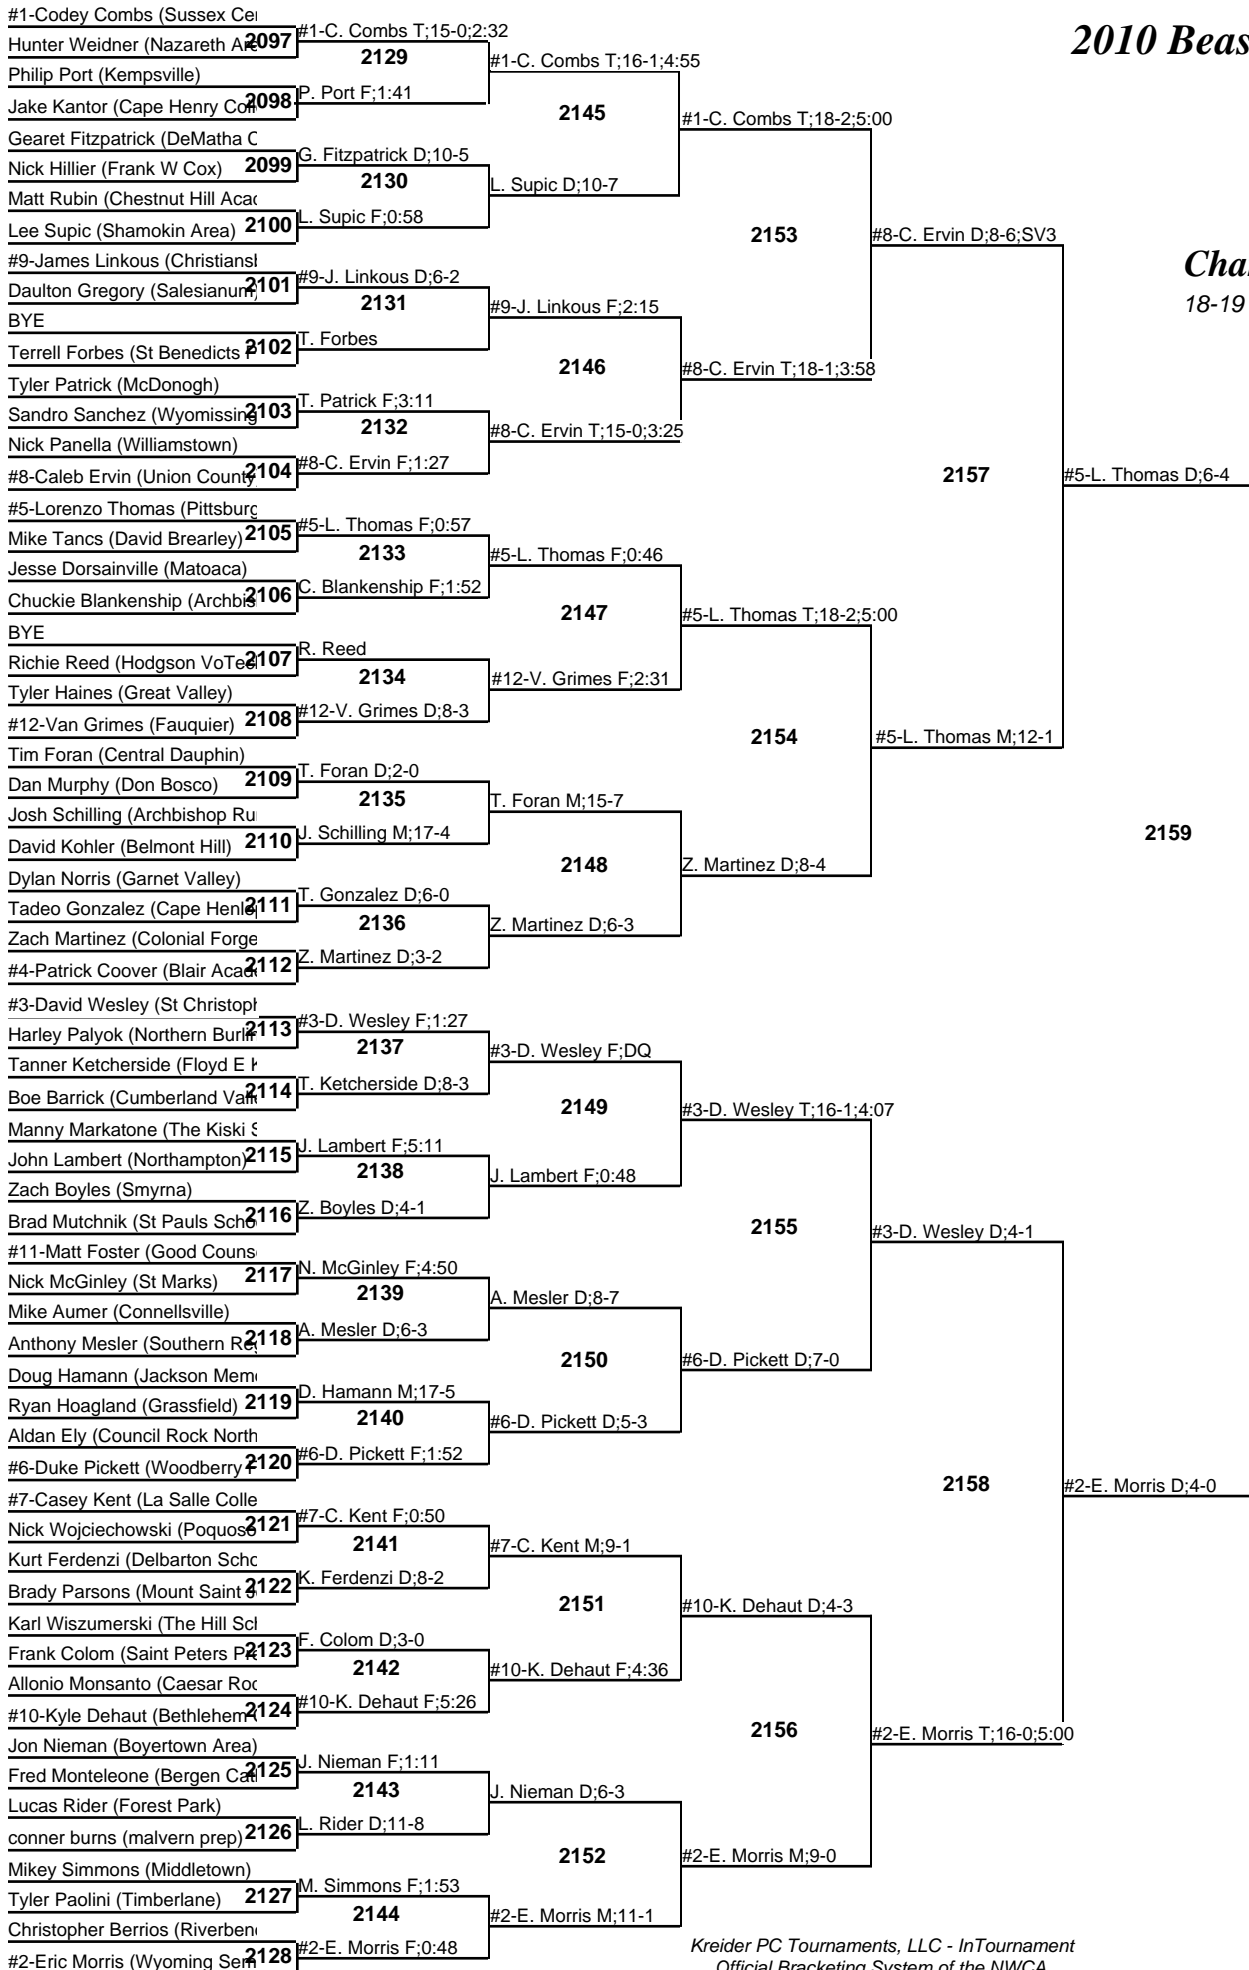 2010 Beas
Cha
18-19
#1-Codey Combs (Sussex Ce
Hunter Weidner (Nazareth Ar
2097
Philip Port (Kempsville)
Jake Kantor (Cape Henry Col
2098
Gearet Fitzpatrick (DeMatha C
Nick Hillier (Frank W Cox)
2099
Matt Rubin (Chestnut Hill Acad
Lee Supic (Shamokin Area)
2100
#9-James Linkous (Christiansb
Daulton Gregory (Salesianum)
2101
BYE
Terrell Forbes (St Benedicts P
2102
Tyler Patrick (McDonogh)
Sandro Sanchez (Wyomissing
2103
Nick Panella (Williamstown)
#8-Caleb Ervin (Union County
2104
#5-Lorenzo Thomas (Pittsburg
Mike Tancs (David Brearley)
2105
Jesse Dorsainville (Matoaca)
Chuckie Blankenship (Archbis
2106
BYE
Richie Reed (Hodgson VoTec
2107
Tyler Haines (Great Valley)
#12-Van Grimes (Fauquier)
2108
Tim Foran (Central Dauphin)
Dan Murphy (Don Bosco)
2109
Josh Schilling (Archbishop Ru
David Kohler (Belmont Hill)
2110
Dylan Norris (Garnet Valley)
Tadeo Gonzalez (Cape Henlo
2111
Zach Martinez (Colonial Forge
#4-Patrick Coover (Blair Acad
2112
#3-David Wesley (St Christoph
Harley Palyok (Northern Burli
2113
Tanner Ketcherside (Floyd E K
Boe Barrick (Cumberland Vall
2114
Manny Markatone (The Kiski S
John Lambert (Northampton)
2115
Zach Boyles (Smyrna)
Brad Mutchnik (St Pauls Scho
2116
#11-Matt Foster (Good Couns
Nick McGinley (St Marks)
2117
Mike Aumer (Connellsville)
Anthony Mesler (Southern Reg
2118
Doug Hamann (Jackson Mem
Ryan Hoagland (Grassfield)
2119
Aldan Ely (Council Rock North
#6-Duke Pickett (Woodberry F
2120
#7-Casey Kent (La Salle Colle
Nick Wojciechowski (Poquoso
2121
Kurt Ferdenzi (Delbarton Scho
Brady Parsons (Mount Saint J
2122
Karl Wiszumerski (The Hill Sch
Frank Colom (Saint Peters Pr
2123
Allonio Monsanto (Caesar Rod
#10-Kyle Dehaut (Bethlehem
2124
Jon Nieman (Boyertown Area)
Fred Monteleone (Bergen Cat
2125
Lucas Rider (Forest Park)
conner burns (malvern prep)
2126
Mikey Simmons (Middletown)
Tyler Paolini (Timberlane)
2127
Christopher Berrios (Riverbend
#2-Eric Morris (Wyoming Sem
2128
#1-C. Combs T;15-0;2:32
2129
P. Port F;1:41
G. Fitzpatrick D;10-5
2130
L. Supic F;0:58
#9-J. Linkous D;6-2
2131
T. Forbes
T. Patrick F;3:11
2132
#8-C. Ervin F;1:27
#5-L. Thomas F;0:57
2133
C. Blankenship F;1:52
R. Reed
2134
#12-V. Grimes D;8-3
T. Foran D;2-0
2135
J. Schilling M;17-4
T. Gonzalez D;6-0
2136
Z. Martinez D;3-2
#3-D. Wesley F;1:27
2137
T. Ketcherside D;8-3
J. Lambert F;5:11
2138
Z. Boyles D;4-1
N. McGinley F;4:50
2139
A. Mesler D;6-3
D. Hamann M;17-5
2140
#6-D. Pickett F;1:52
#7-C. Kent F;0:50
2141
K. Ferdenzi D;8-2
F. Colom D;3-0
2142
#10-K. Dehaut F;5:26
J. Nieman F;1:11
2143
L. Rider D;11-8
M. Simmons F;1:53
2144
#2-E. Morris F;0:48
#1-C. Combs T;16-1;4:55
2145
L. Supic D;10-7
#9-J. Linkous F;2:15
2146
#8-C. Ervin T;15-0;3:25
#5-L. Thomas F;0:46
2147
#12-V. Grimes F;2:31
T. Foran M;15-7
2148
Z. Martinez D;6-3
#3-D. Wesley F;DQ
2149
J. Lambert F;0:48
A. Mesler D;8-7
2150
#6-D. Pickett D;5-3
#7-C. Kent M;9-1
2151
#10-K. Dehaut F;4:36
J. Nieman D;6-3
2152
#2-E. Morris M;11-1
#1-C. Combs T;18-2;5:00
2153
#8-C. Ervin T;18-1;3:58
#5-L. Thomas T;18-2;5:00
2154
Z. Martinez D;8-4
#3-D. Wesley T;16-1;4:07
2155
#6-D. Pickett D;7-0
#10-K. Dehaut D;4-3
2156
#2-E. Morris M;9-0
#8-C. Ervin D;8-6;SV3
2157
#5-L. Thomas M;12-1
#3-D. Wesley D;4-1
2158
#2-E. Morris T;16-0;5:00
#5-L. Thomas D;6-4
2159
#2-E. Morris D;4-0
Kreider PC Tournaments, LLC - InTournament
Official Bracketing System of the NWCA